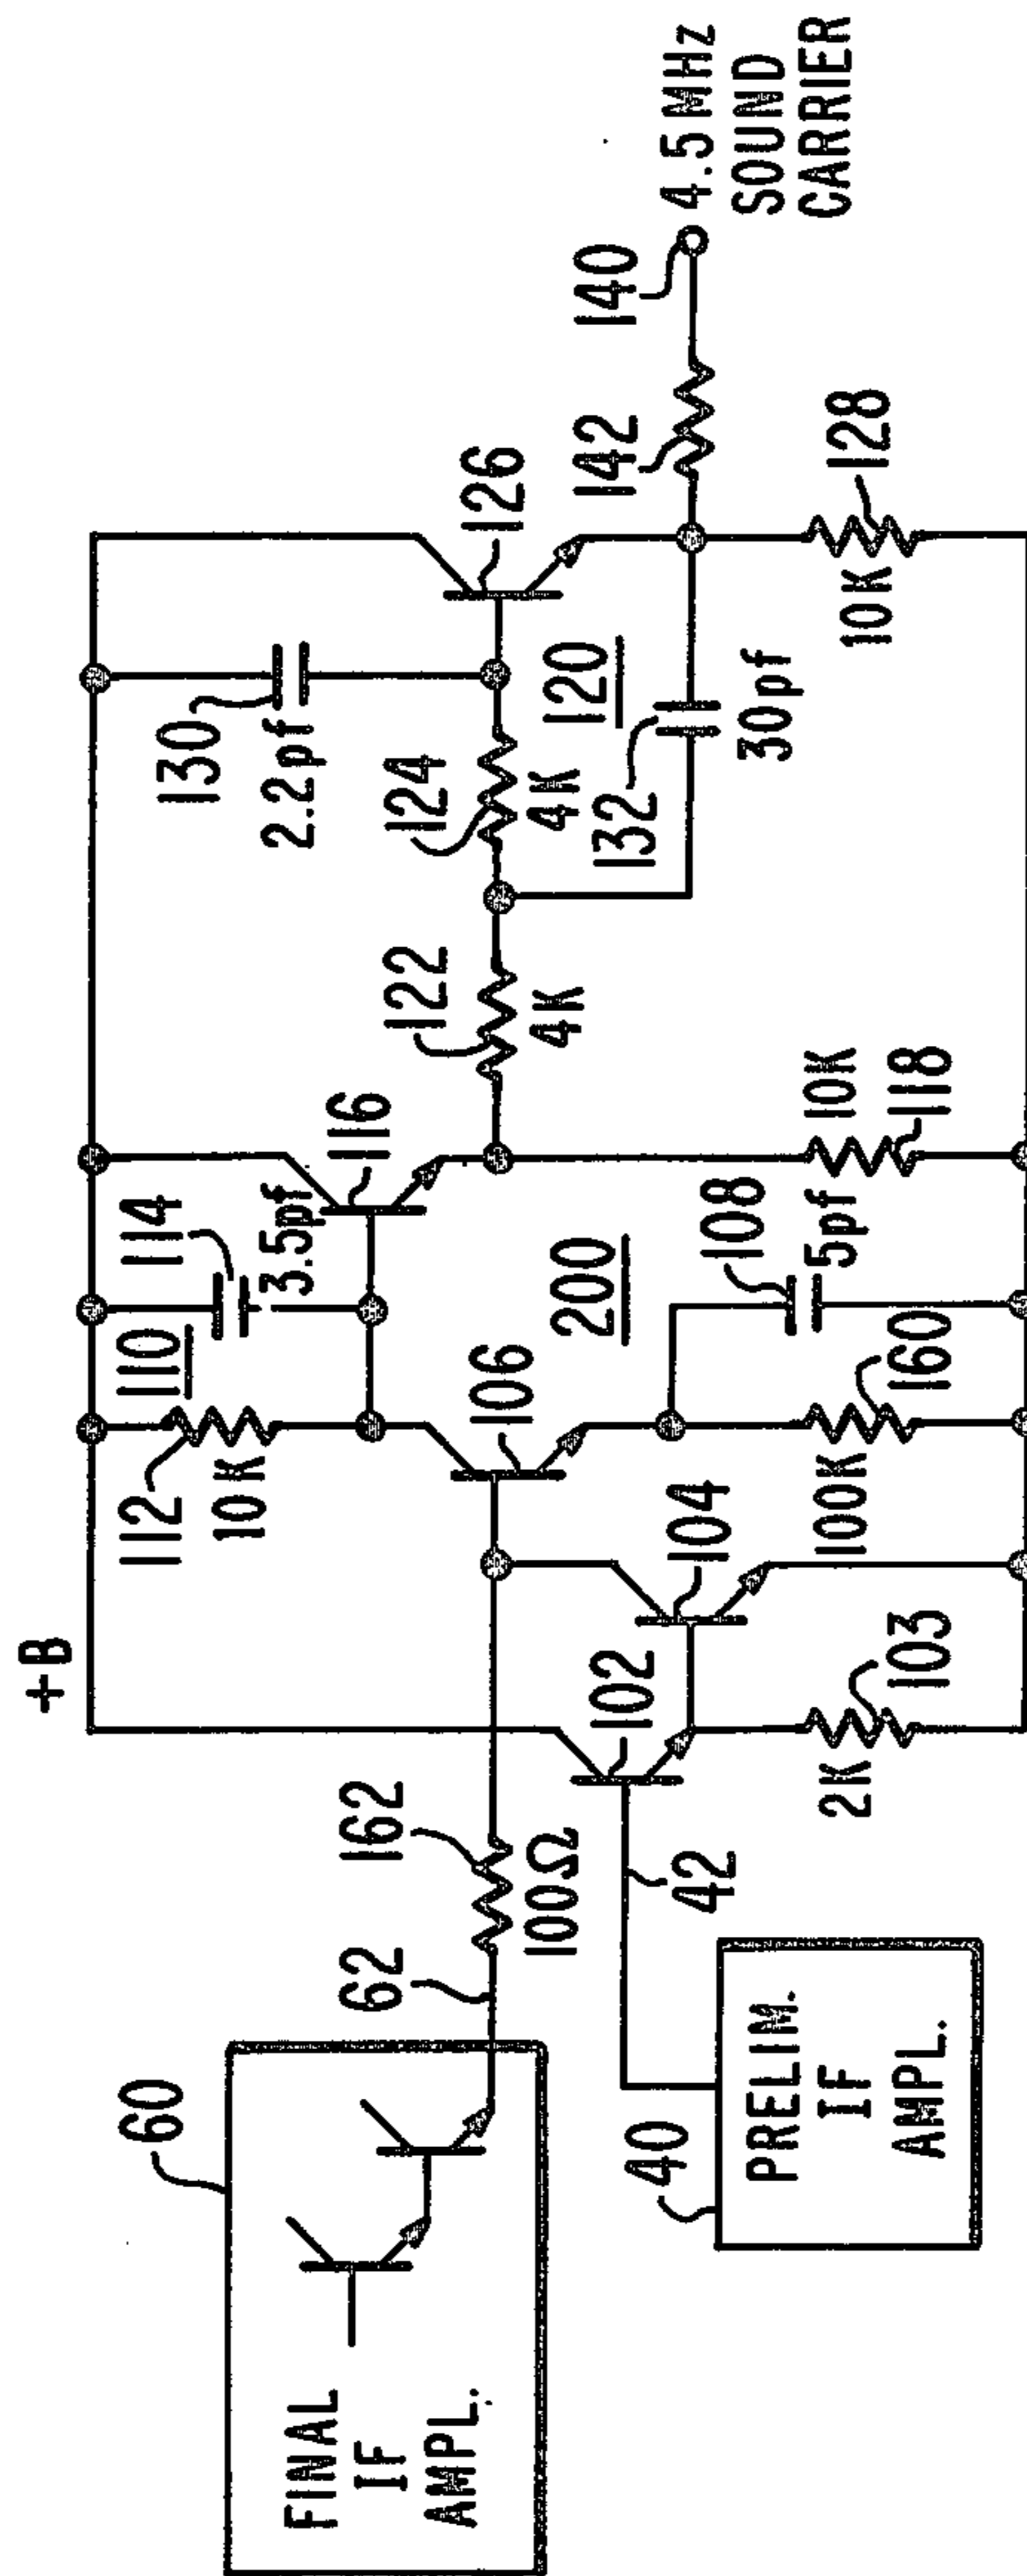 +B
60
FINAL
IF
AMPL.
62
162
100Ω
40
PRELIM.
IF
AMPL.
42
102
103
2K
104
106
112
10K
110
114
3.5pf
116
200
108
5pf
160
100K
118
10K
122
4K
124
4K
130
2.2pf
120
132
30pf
126
128
10K
142
140
4.5MHz
SOUND
CARRIER